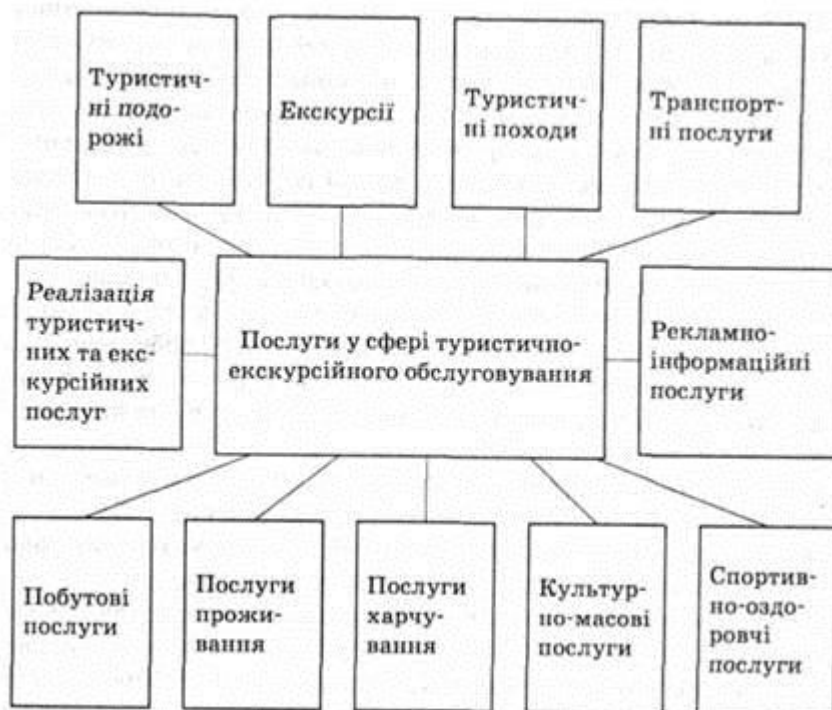 Туристич-
ні подо-
рожі
Екскурсії
Туристич-
ні походи
Транспорт-
ні послуги
Реалізація
туристич-
них та екс-
курсійних
послуг
Послуги у сфері туристично-
екскурсійного обслуговування
Рекламно-
інформаційні
послуги
Побутові
послуги
Послуги
прожи-
вання
Послуги
харчу-
вання
Культур-
но-масові
послуги
Спортив-
но-оздо-
ровчі
послуги